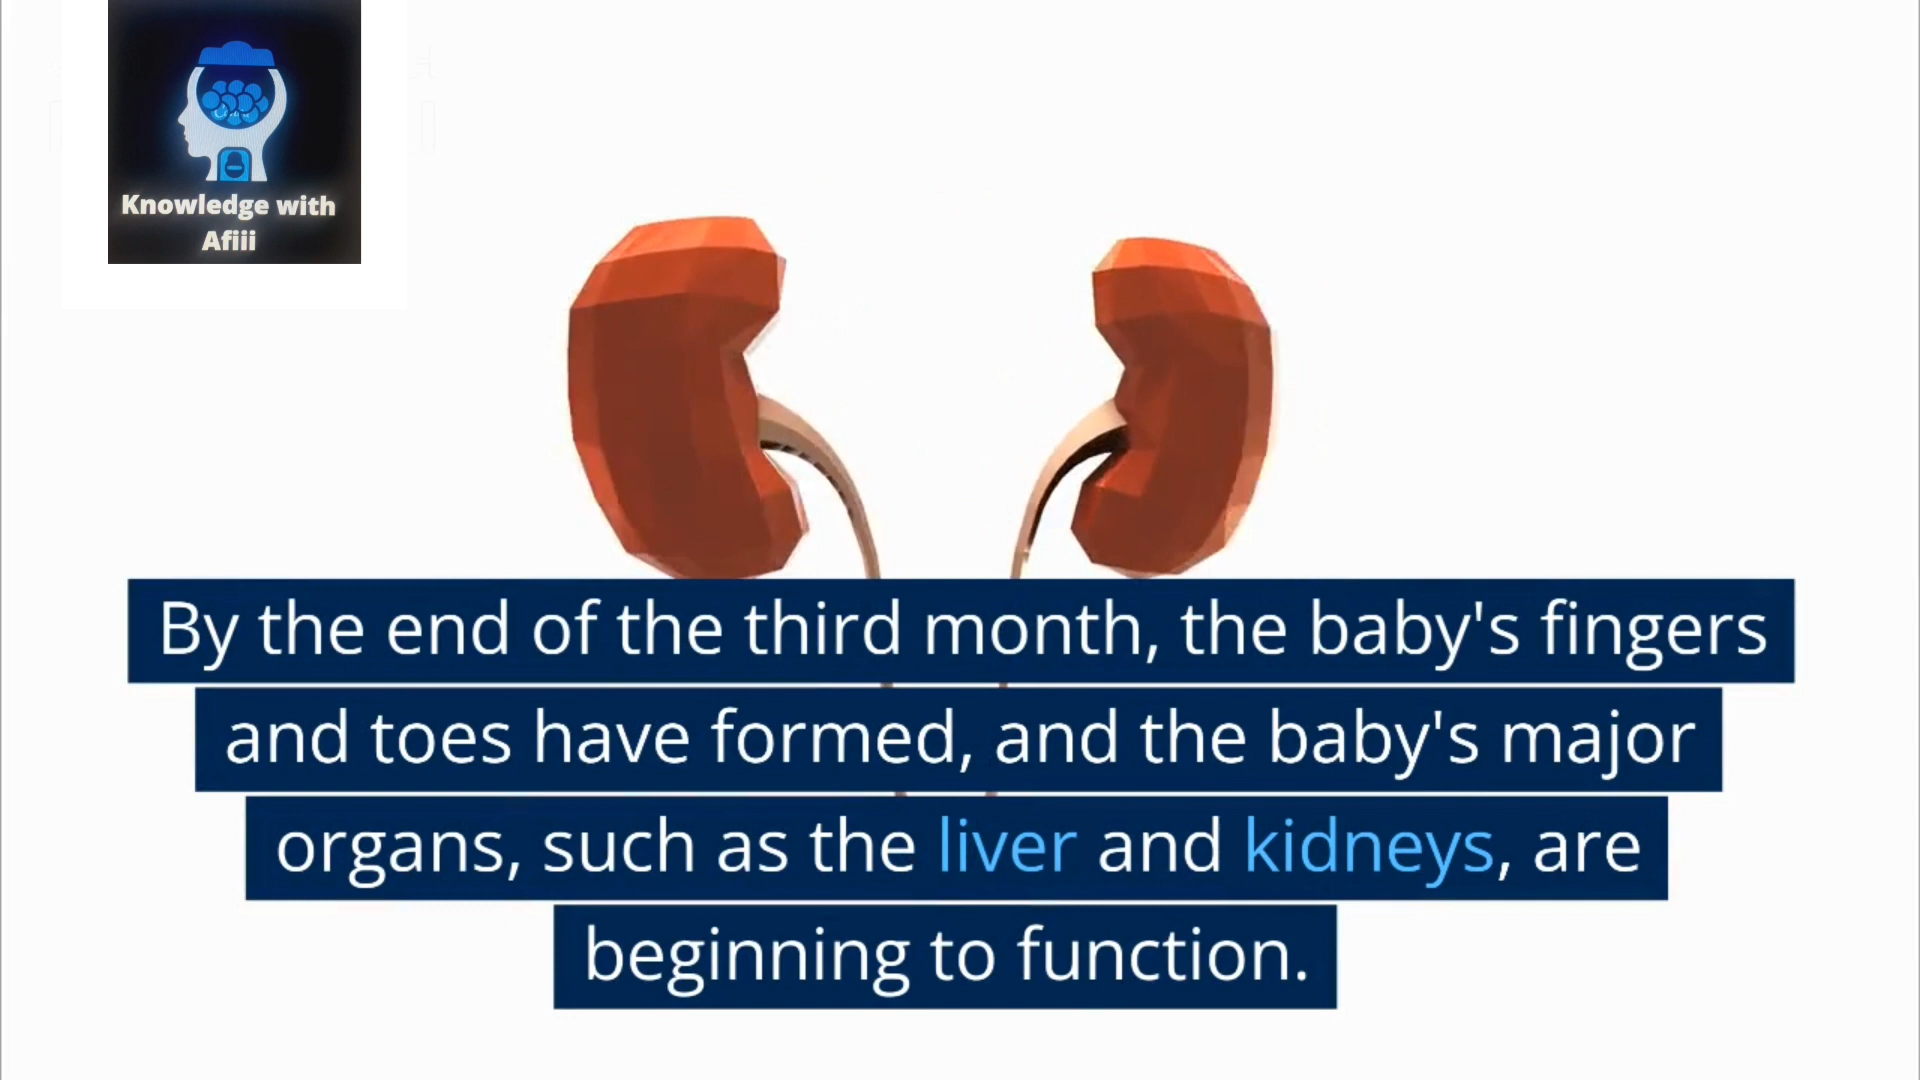 Knowledge with
Afiii
By the end of the third month, the baby's fingers
and toes have formed, and the baby's major
organs, such as the liver and kidneys, are
beginning to function.